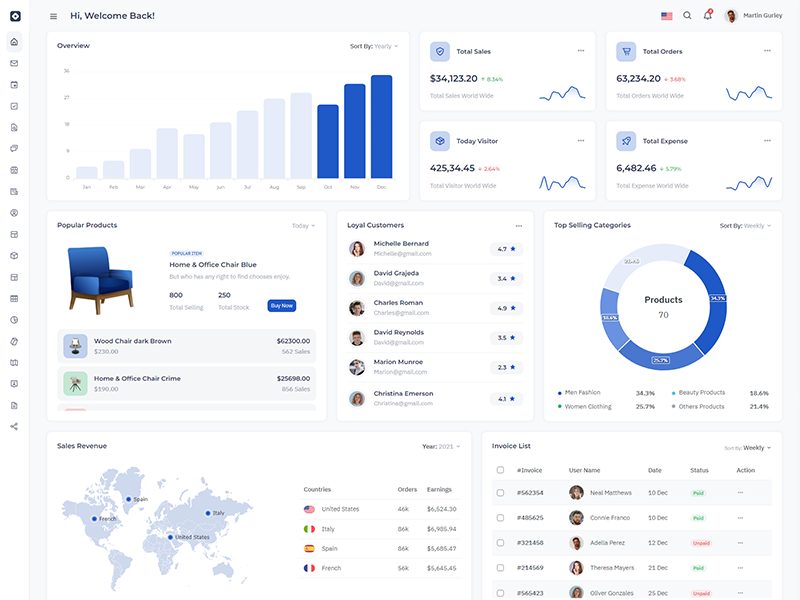 Hi, Welcome Back!
4
Martin Gurley
Overview
Sort By: Yearly
36
27
18
9
0
Jan Feb Mar Apr May Jun Jul Aug Sep Oct Nov Dec
Total Sales
$34,123.20 8.34%
Total Sales World Wide
Total Orders
63,234.20 3.68%
Total Orders World Wide
Today Visitor
425,34.45 2.64%
Total Visitor World Wide
Total Expense
6,482.46 5.79%
Total Expense World Wide
Popular Products
Today
POPULAR ITEM
Home & Office Chair Blue
But who has any right to find chooses enjoy.
800 250
Total Selling Total Stock
Buy Now
Wood Chair dark Brown $62300.00
$230.00 562 Sales
Home & Office Chair Crime $25698.00
$190.00 856 Sales
Loyal Customers
Michelle Bernard
Michelle@gmail.com
4.7
David Grajeda
David@gmail.com
3.4
Charles Roman
Charles@gmail.com
4.9
David Reynolds
David@gmail.com
3.5
Marion Munroe
Marion@gmail.com
2.3
Christina Emerson
Christina@gmail.com
4.1
Top Selling Categories
Sort By: Weekly
34.3%
25.7%
18.6%
Products
70
Men Fashion 34,3% Beauty Products 18,6%
Women Clothing 25.7% Others Products 21,4%
Sales Revenue
Year: 2021
Spain
French
Italy
United States
Countries Orders Earnings
United States 46k $6,524.30
Italy 86k $6,985.94
Spain 86k $5,685.47
French 56k $5,645.45
Invoice List
Sort By: Weekly
#Invoice User Name Date Status Action
#562354 Neal Matthews 10 Dec Paid
#485625 Connie Franco 10 Dec Paid
#321458 Adella Perez 12 Dec Unpaid
#214569 Theresa Mayers 21 Dec Paid
#565423 Oliver Gonzales 25 Dec Unpaid